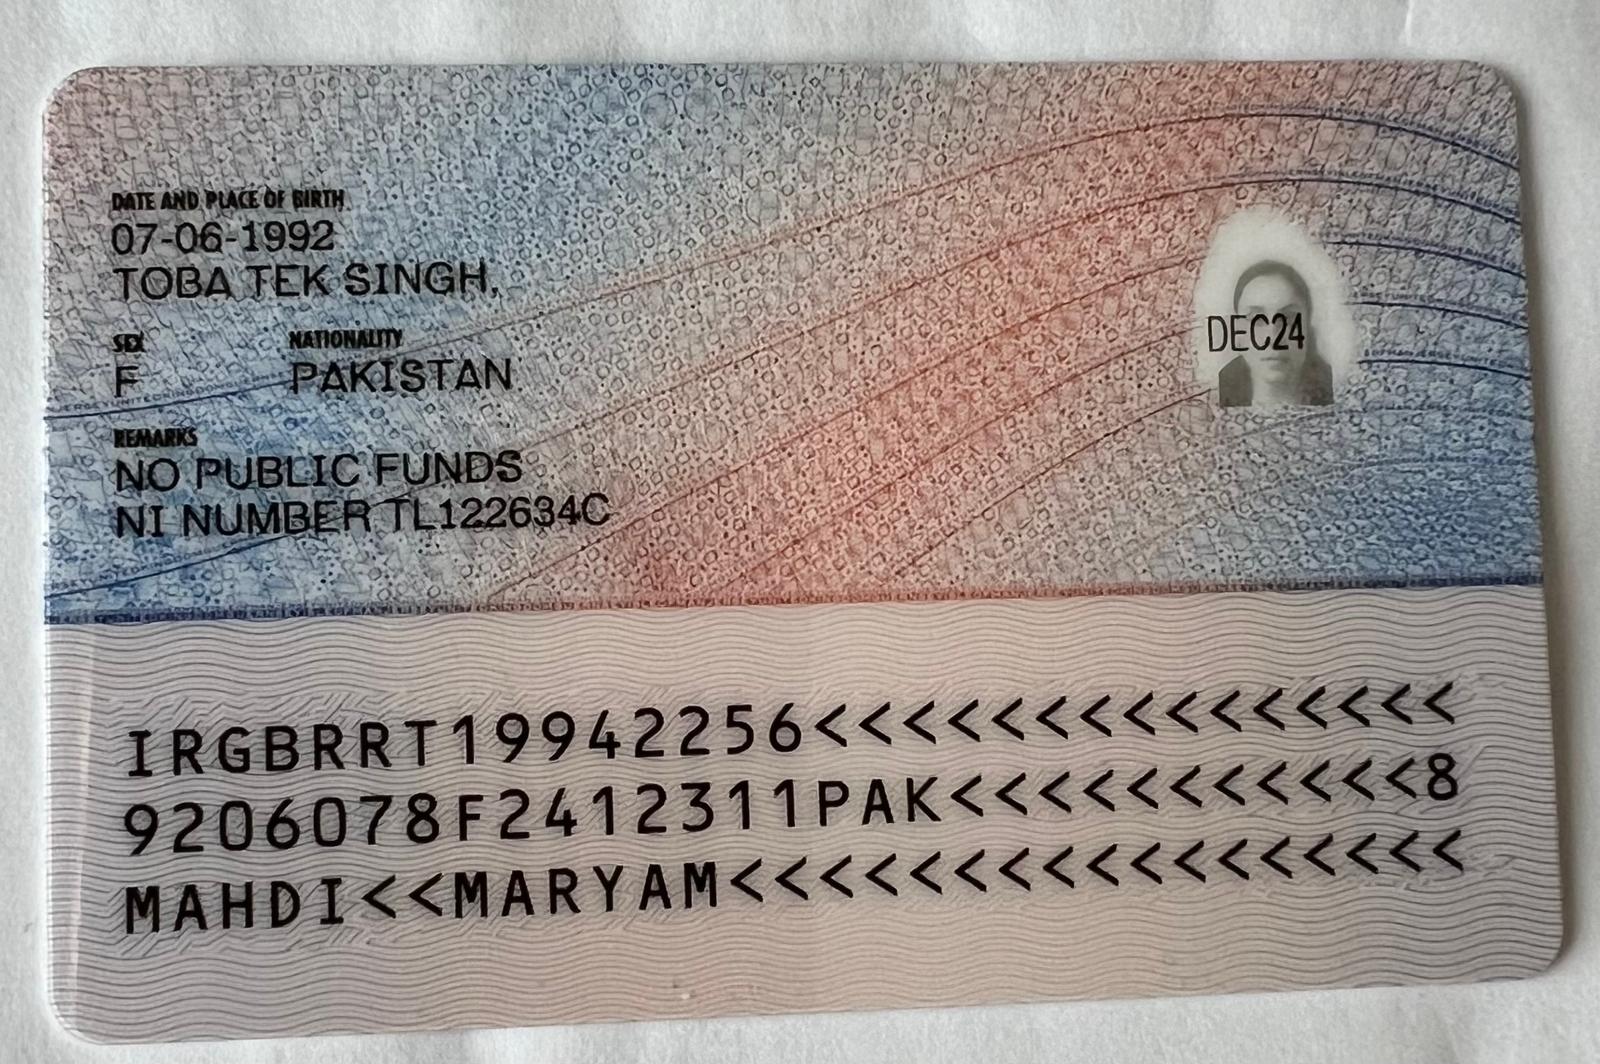 DATE AND PLACE OF BIRTH
07-06-1992
TOBA TEK SINGH,
SEX NATIONALITY
F PAKISTAN
REMARKS
NO PUBLIC FUNDS
NI NUMBER TL122634C
DEC24
IRGBRRT19942256<<<<<<<<<<<<<<<
9206078F2412311PAK<<<<<<<<<<<8
MAHDI<<MARYAM<<<<<<<<<<<<<<<<<